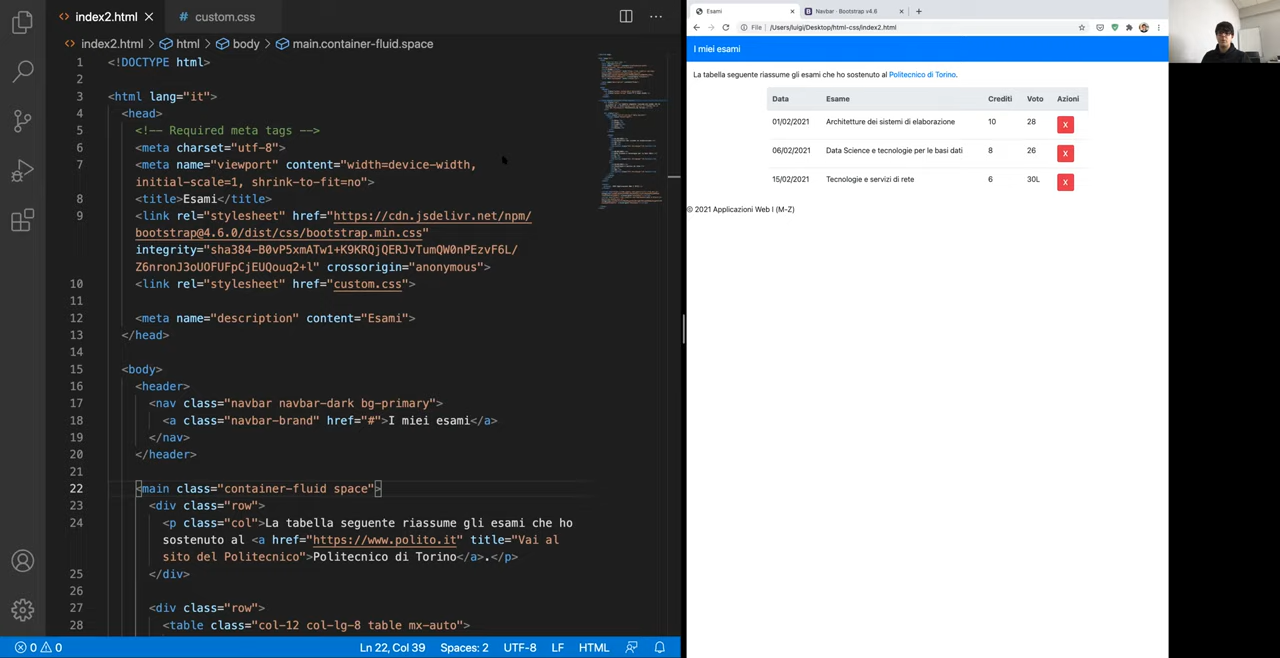 index2.html
custom.css
index2.html
html
body
main.container-fluid.space
1 <!DOCTYPE html>
2
3 <html lang="it">
4 <head>
5 <!-- Required meta tags -->
6 <meta charset="utf-8">
7 <meta name="viewport" content="width=device-width,
initial-scale=1, shrink-to-fit=no">
8 <title>Esami</title>
9 <link rel="stylesheet" href="https://cdn.jsdelivr.net/npm/
bootstrap@4.6.0/dist/css/bootstrap.min.css"
integrity="sha384-B0vP5xmATw1+K9KRQjQERJvTumQW0nPEzvF6L/
Z6nronJ3oUOFUFpCjEUQouq2+l" crossorigin="anonymous">
10 <link rel="stylesheet" href="custom.css">
11
12 <meta name="description" content="Esami">
13 </head>
14
15 <body>
16 <header>
17 <nav class="navbar navbar-dark bg-primary">
18 <a class="navbar-brand" href="#">I miei esami</a>
19 </nav>
20 </header>
21
22 <main class="container-fluid space">
23 <div class="row">
24 <p class="col">La tabella seguente riassume gli esami che ho
sostenuto al <a href="https://www.polito.it" title="Vai al
sito del Politecnico">Politecnico di Torino</a>.</p>
25 </div>
26
27 <div class="row">
28 <table class="col-12 col-lg-8 table mx-auto">
0 0
Ln 22, Col 39
Spaces: 2
UTF-8
LF
HTML
Esami
Navbar · Bootstrap v4.6
File | /Users/luigi/Desktop/html-css/index2.html
I miei esami
La tabella seguente riassume gli esami che ho sostenuto al Politecnico di Torino.
Data Esame Crediti Voto Azioni
01/02/2021 Architetture dei sistemi di elaborazione 10 28 X
06/02/2021 Data Science e tecnologie per le basi dati 8 26 X
15/02/2021 Tecnologie e servizi di rete 6 30L X
© 2021 Applicazioni Web I (M-Z)